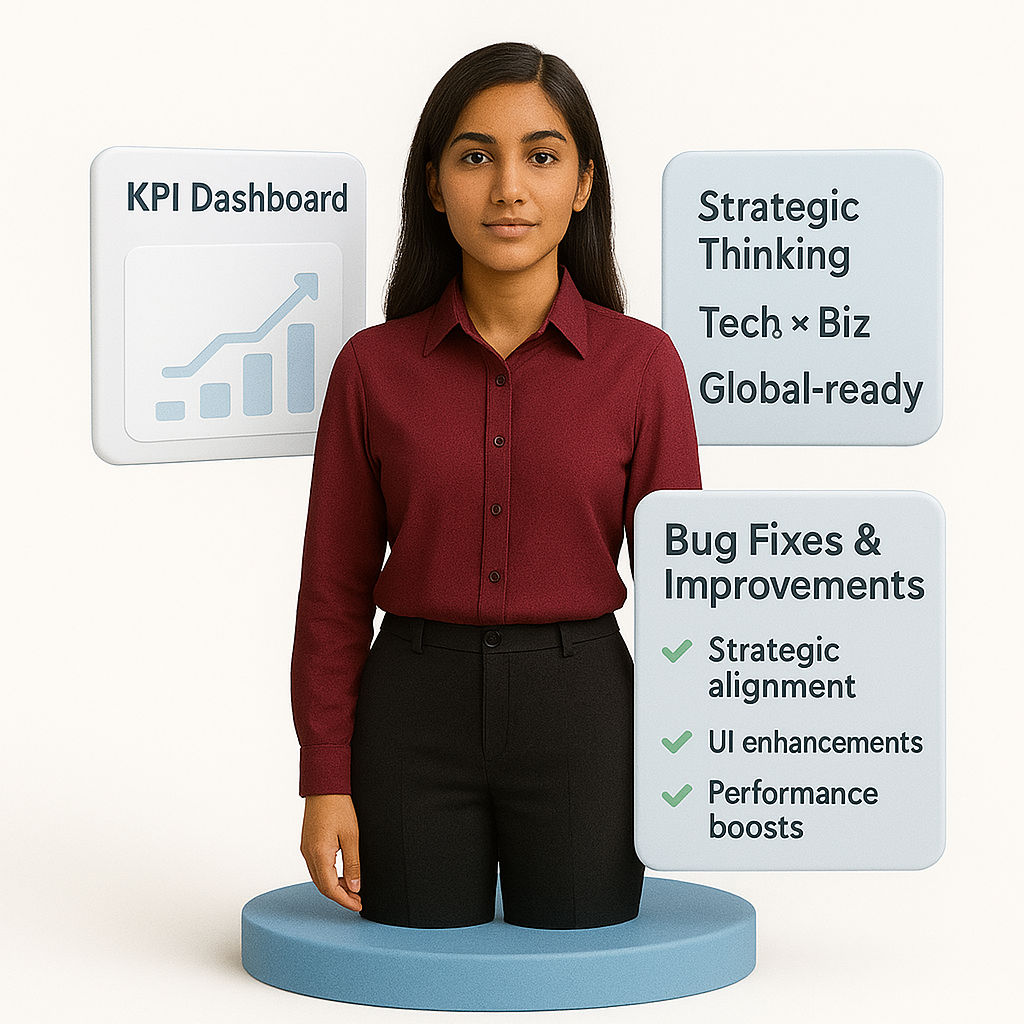 KPI Dashboard
Strategic
Thinking
Tech × Biz
Global-ready
Bug Fixes &
Improvements
Strategic
alignment
UI enhancements
Performance
boosts